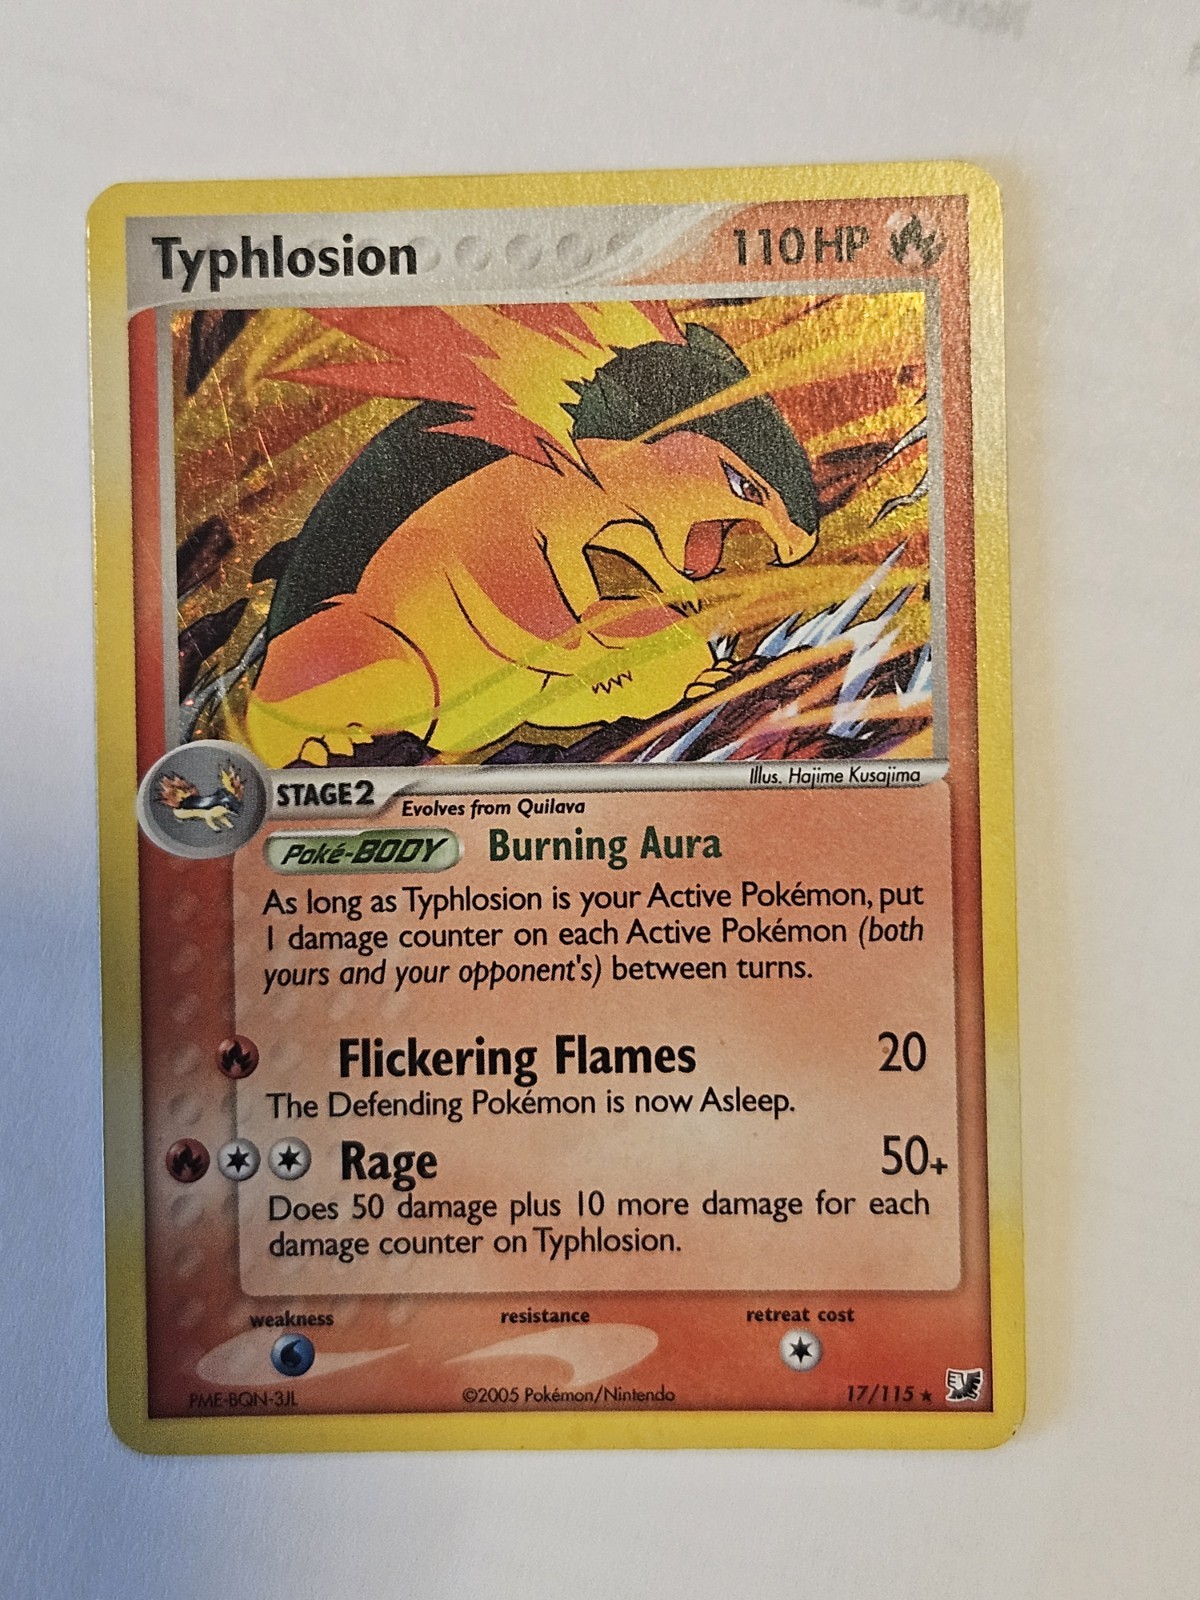 Typhlosion 110 HP
Illus. Hajime Kusajima
STAGE 2 Evolves from Quilava
Poké-BODY Burning Aura
As long as Typhlosion is your Active Pokémon, put
1 damage counter on each Active Pokémon (both
yours and your opponent's) between turns.
Flickering Flames 20
The Defending Pokémon is now Asleep.
Rage 50+
Does 50 damage plus 10 more damage for each
damage counter on Typhlosion.
weakness resistance retreat cost
PME-BQN-3JL ©2005 Pokémon/Nintendo 17/115 ★